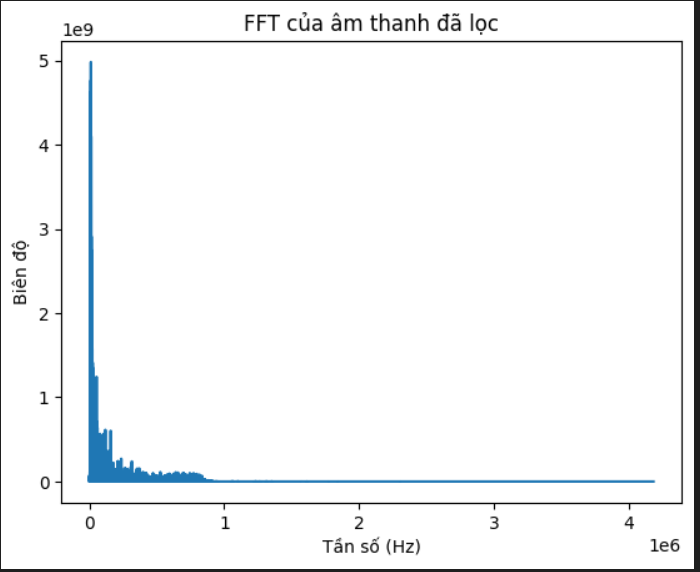 FFT của âm thanh đã lọc
1e9
5
4
3
2
1
0
Biên độ
0 1 2 3 4
Tần số (Hz)
1e6